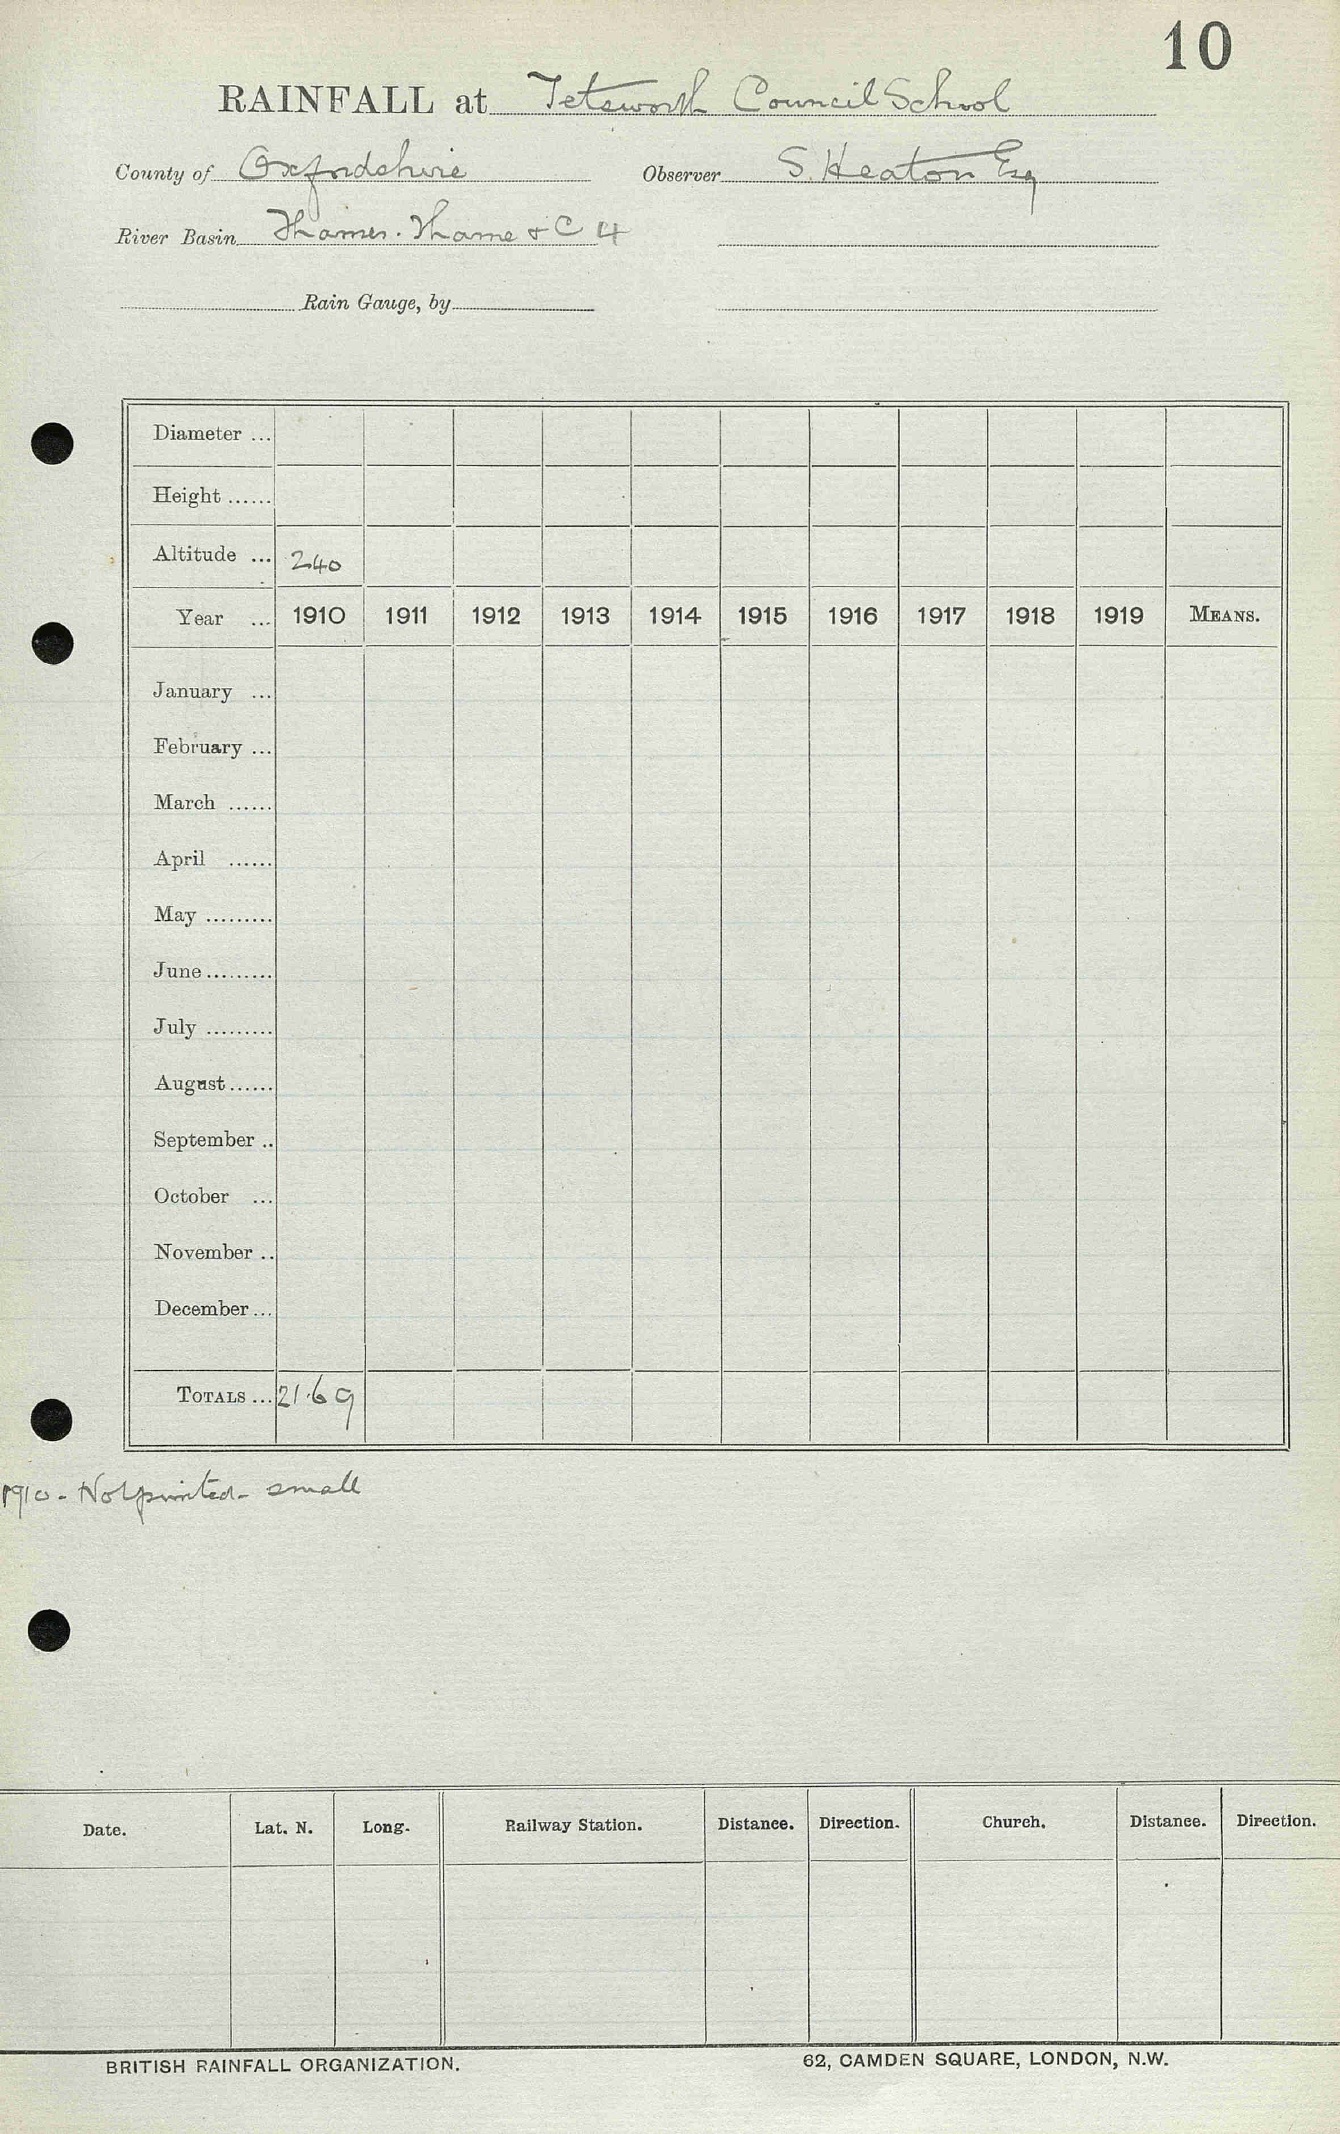 10
RAINFALL at Tetsworth Council School
County of Oxfordshire Observer S. Heaton Esq
River Basin Thames. Thame & C 4
Rain Gauge, by
Diameter ...
Height ......
Altitude ... 240
Year ... 1910 1911 1912 1913 1914 1915 1916 1917 1918 1919 MEANS.
January ...
February ...
March ......
April ......
May .........
June .........
July .........
August ......
September ..
October ...
November ..
December ...
TOTALS ... 21.69
1910 - Not printed - small
Date. Lat. N. Long. Railway Station. Distance. Direction. Church. Distance. Direction.
BRITISH RAINFALL ORGANIZATION. 62, CAMDEN SQUARE, LONDON, N.W.